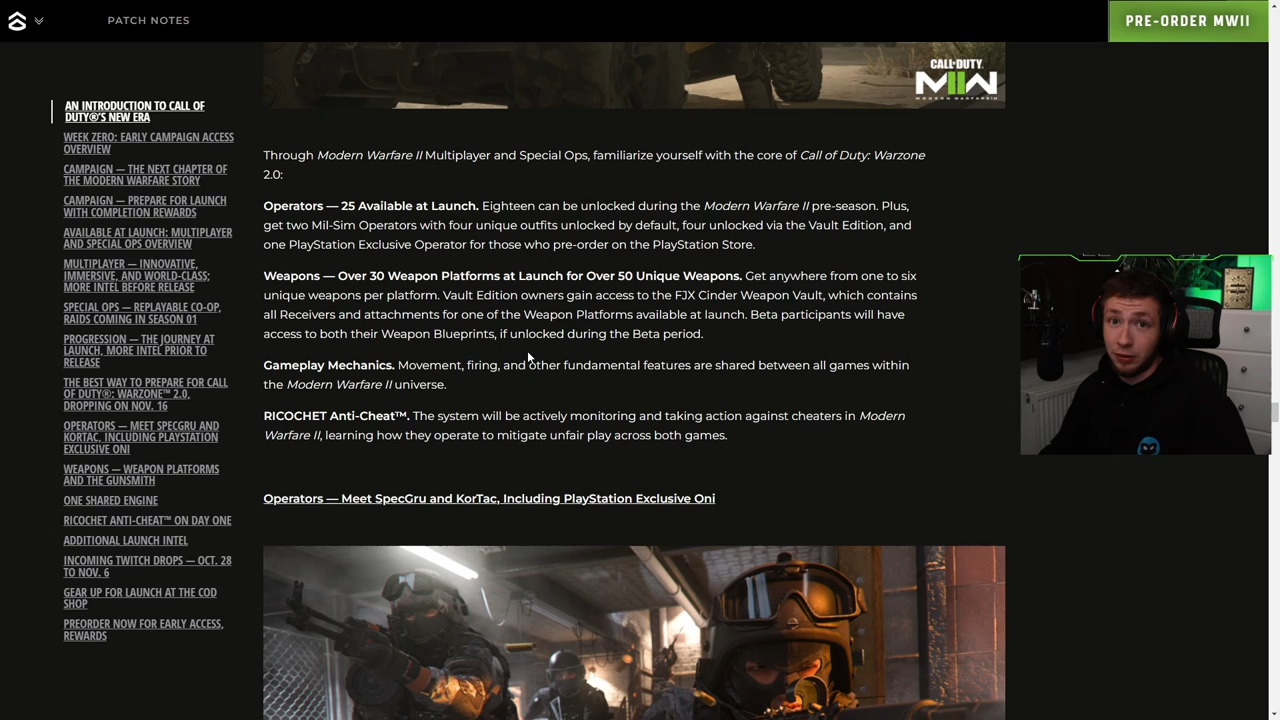 PATCH NOTES
PRE-ORDER MWII
AN INTRODUCTION TO CALL OF
DUTY®'S NEW ERA
WEEK ZERO: EARLY CAMPAIGN ACCESS
OVERVIEW
CAMPAIGN — THE NEXT CHAPTER OF
THE MODERN WARFARE STORY
CAMPAIGN — PREPARE FOR LAUNCH
WITH COMPLETION REWARDS
AVAILABLE AT LAUNCH: MULTIPLAYER
AND SPECIAL OPS OVERVIEW
MULTIPLAYER — INNOVATIVE,
IMMERSIVE, AND WORLD-CLASS;
MORE INTEL BEFORE RELEASE
SPECIAL OPS — REPLAYABLE CO-OP,
RAIDS COMING IN SEASON 01
PROGRESSION — THE JOURNEY AT
LAUNCH, MORE INTEL PRIOR TO
RELEASE
THE BEST WAY TO PREPARE FOR CALL
OF DUTY®: WARZONE™ 2.0,
DROPPING ON NOV. 16
OPERATORS — MEET SPECGRU AND
KORTAC, INCLUDING PLAYSTATION
EXCLUSIVE ONI
WEAPONS — WEAPON PLATFORMS
AND THE GUNSMITH
ONE SHARED ENGINE
RICOCHET ANTI-CHEAT™ ON DAY ONE
ADDITIONAL LAUNCH INTEL
INCOMING TWITCH DROPS — OCT. 28
TO NOV. 6
GEAR UP FOR LAUNCH AT THE COD
SHOP
PREORDER NOW FOR EARLY ACCESS,
REWARDS
CALL OF DUTY
MWII
MODERN WARFARE II
Through Modern Warfare II Multiplayer and Special Ops, familiarize yourself with the core of Call of Duty: Warzone
2.0:
Operators — 25 Available at Launch. Eighteen can be unlocked during the Modern Warfare II pre-season. Plus,
get two Mil-Sim Operators with four unique outfits unlocked by default, four unlocked via the Vault Edition, and
one PlayStation Exclusive Operator for those who pre-order on the PlayStation Store.
Weapons — Over 30 Weapon Platforms at Launch for Over 50 Unique Weapons. Get anywhere from one to six
unique weapons per platform. Vault Edition owners gain access to the FJX Cinder Weapon Vault, which contains
all Receivers and attachments for one of the Weapon Platforms available at launch. Beta participants will have
access to both their Weapon Blueprints, if unlocked during the Beta period.
Gameplay Mechanics. Movement, firing, and other fundamental features are shared between all games within
the Modern Warfare II universe.
RICOCHET Anti-Cheat™. The system will be actively monitoring and taking action against cheaters in Modern
Warfare II, learning how they operate to mitigate unfair play across both games.
Operators — Meet SpecGru and KorTac, Including PlayStation Exclusive Oni